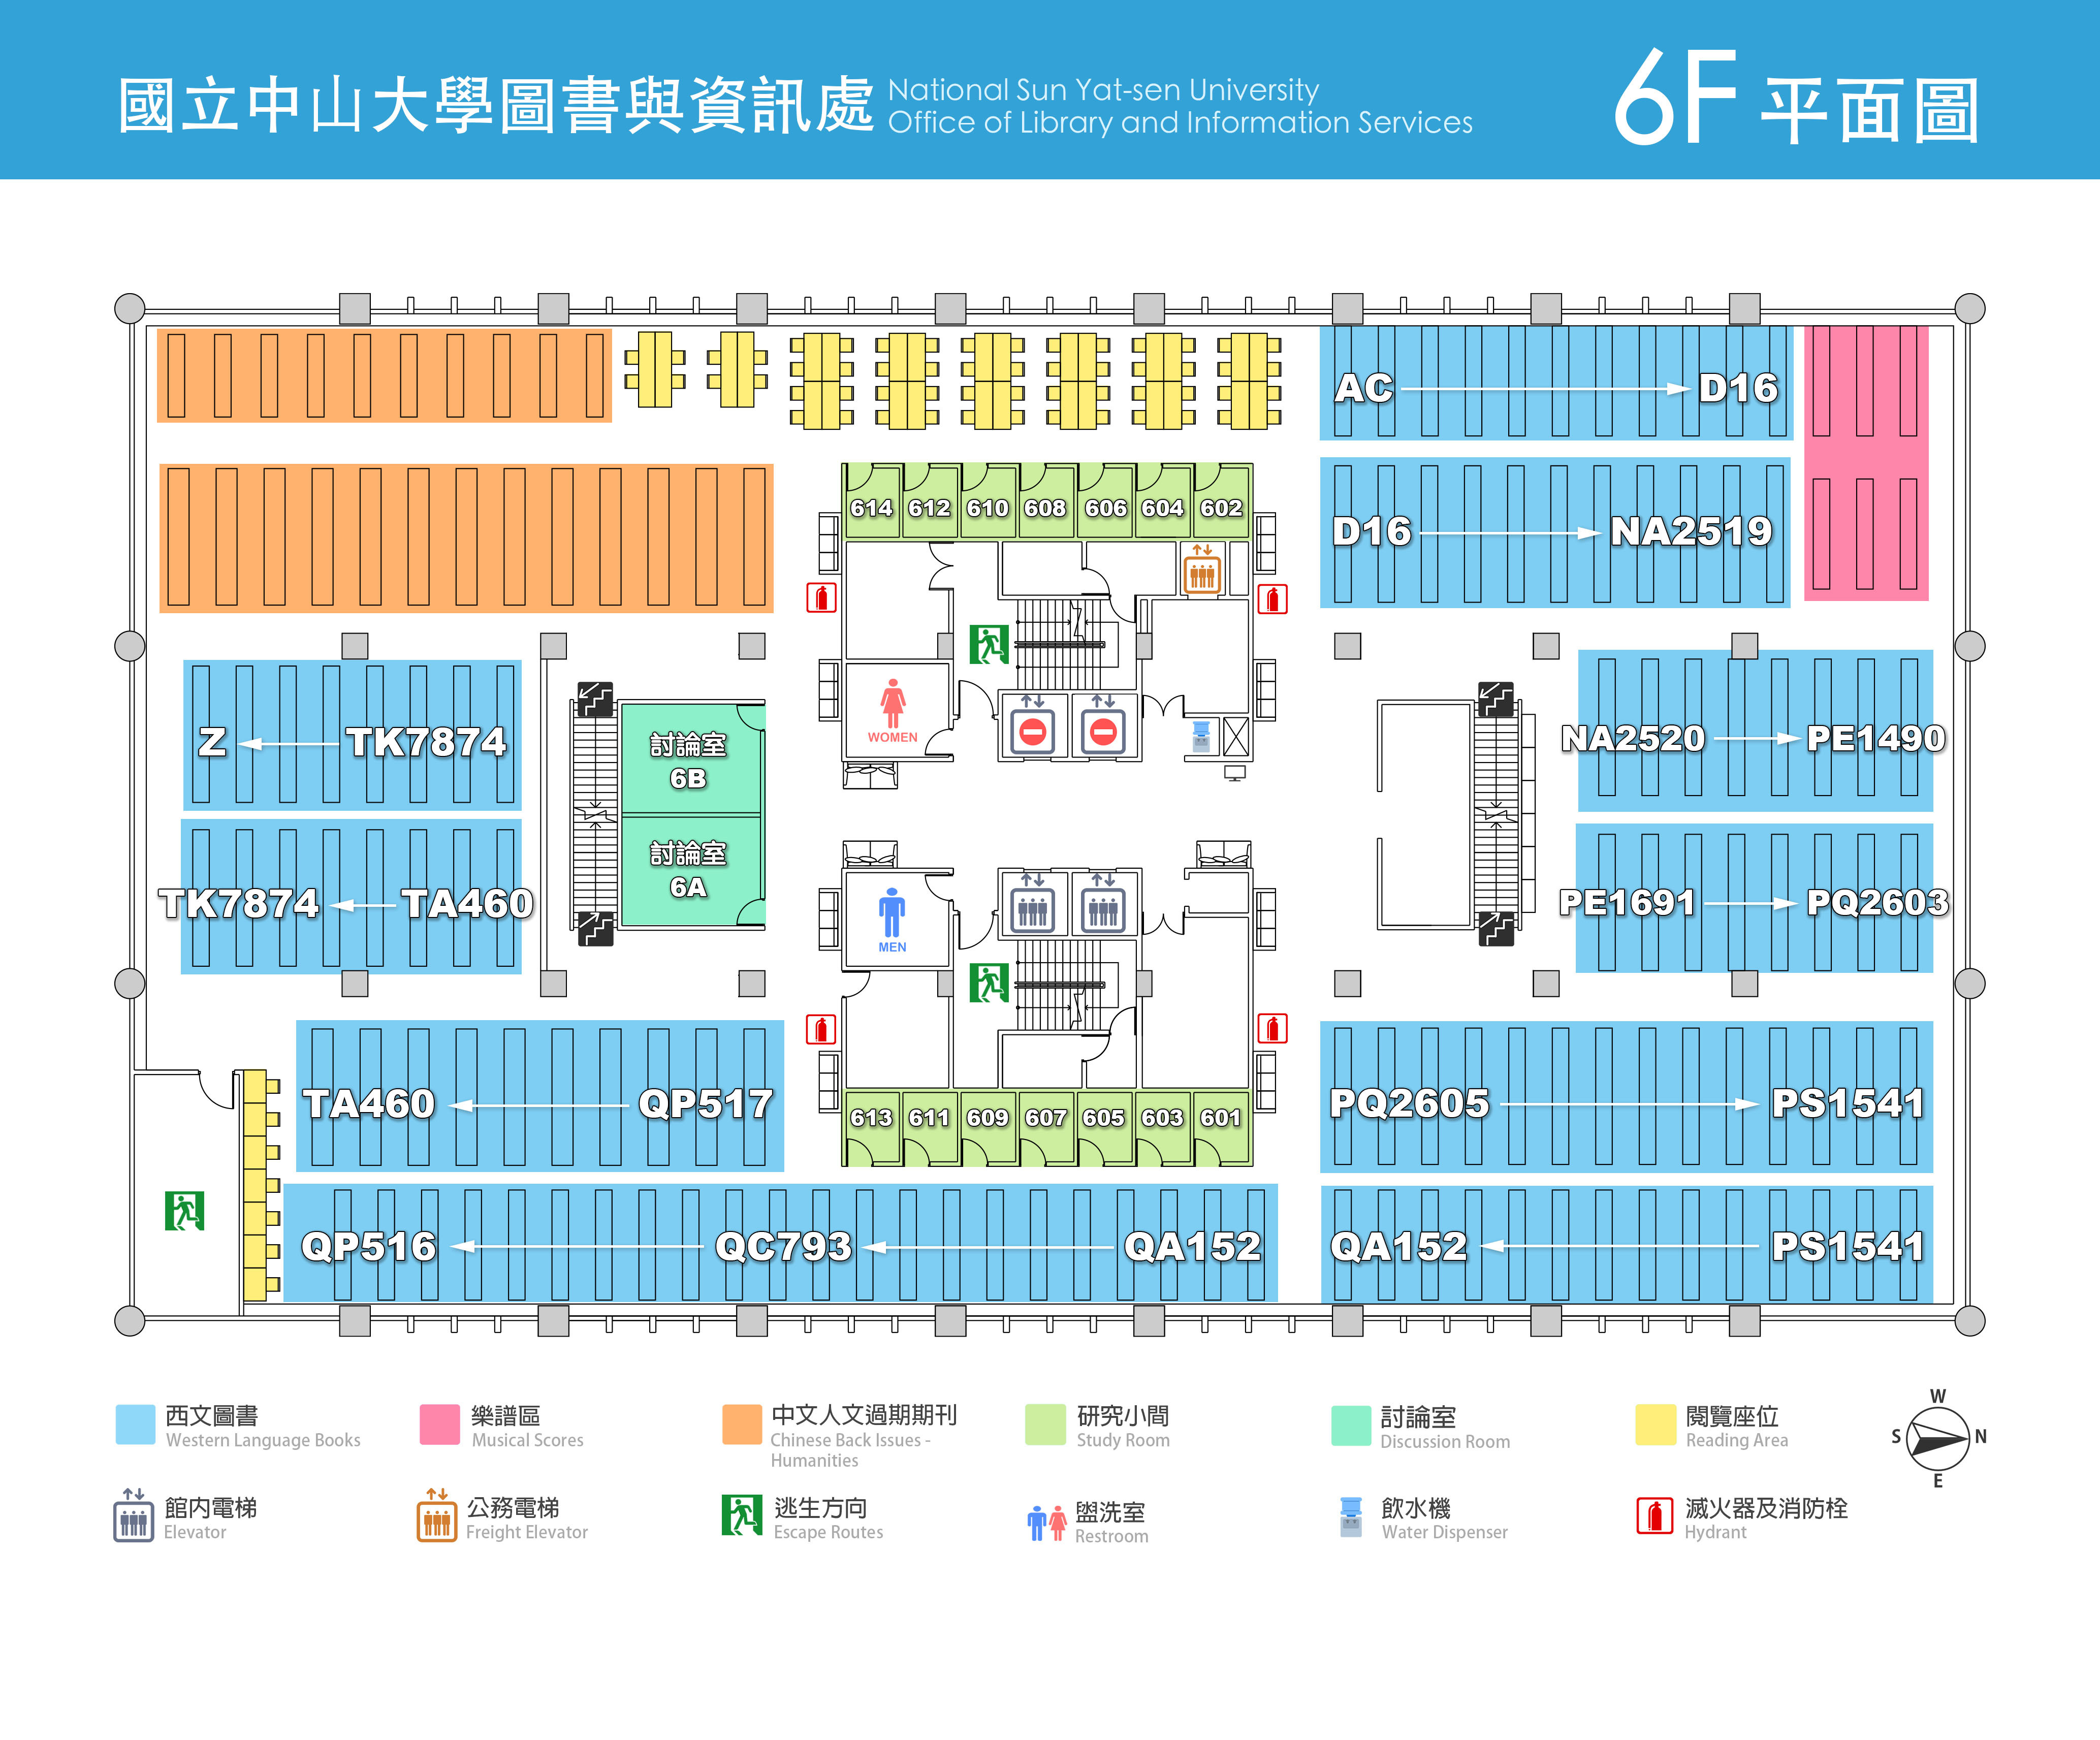 國立中山大學圖書與資訊處
National Sun Yat-sen University
Office of Library and Information Services
6F 平面圖
AC
D16
614
612
610
608
606
604
602
D16
NA2519
WOMEN
Z
TK7874
討論室
6B
NA2520
PE1490
討論室
6A
TK7874
TA460
MEN
PE1691
PQ2603
TA460
QP517
613
611
609
607
605
603
601
PQ2605
PS1541
QP516
QC793
QA152
QA152
PS1541
西文圖書
Western Language Books
樂譜區
Musical Scores
中文人文過期期刊
Chinese Back Issues -
Humanities
研究小間
Study Room
討論室
Discussion Room
閱覽座位
Reading Area
W
S
N
E
館內電梯
Elevator
公務電梯
Freight Elevator
逃生方向
Escape Routes
盥洗室
Restroom
飲水機
Water Dispenser
滅火器及消防栓
Hydrant